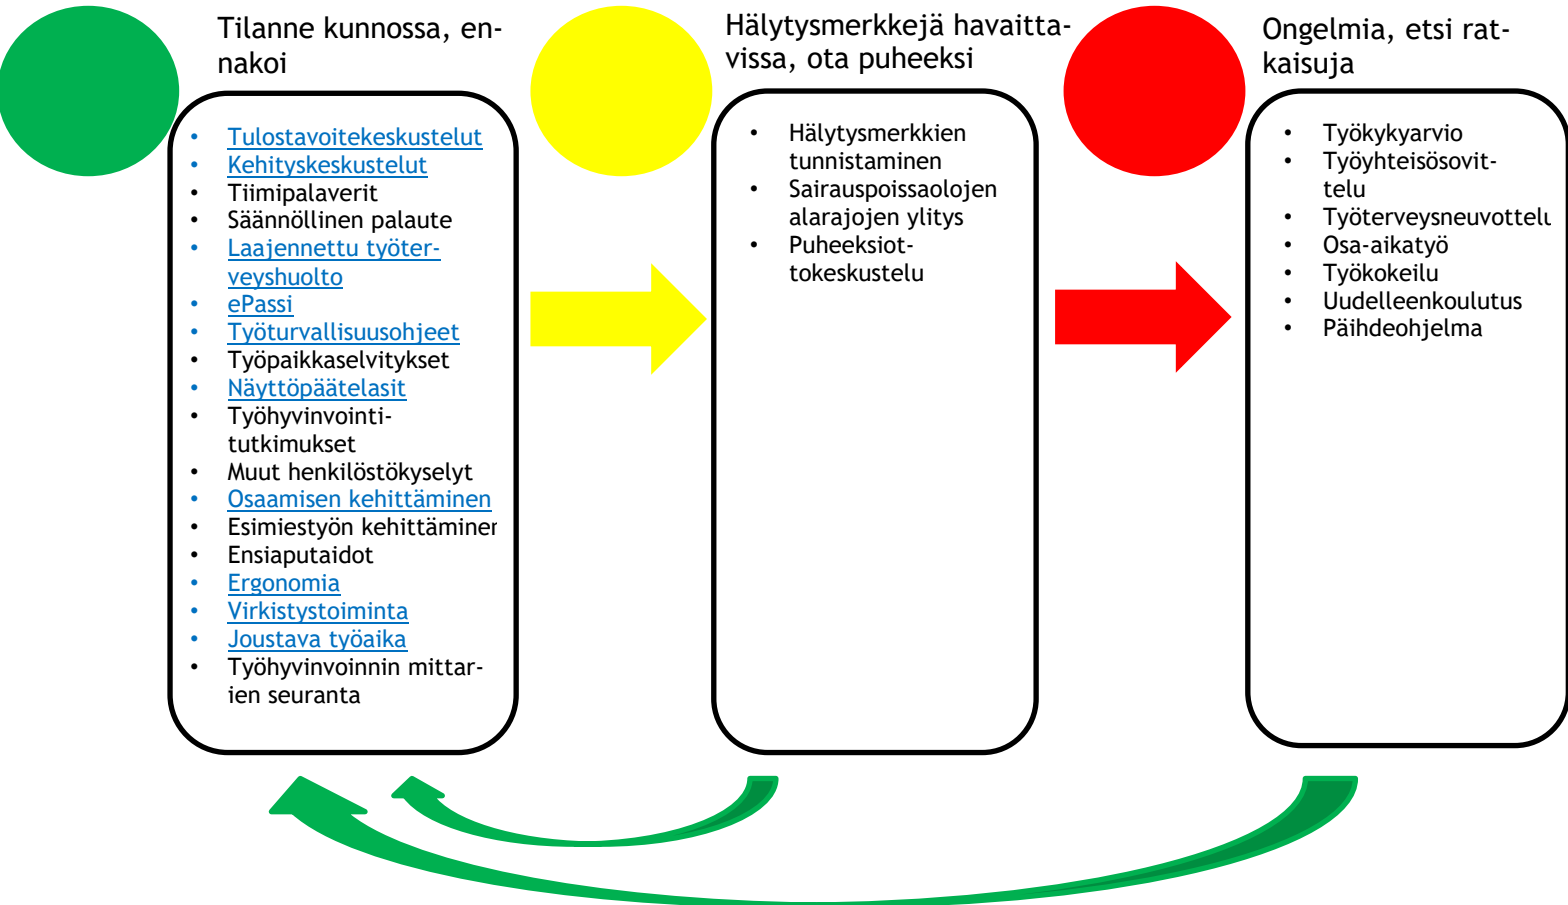 Tilanne kunnossa, en-
nakoi
• Tulostavoitekeskustelut
• Kehityskeskustelut
• Tiimipalaverit
• Säännöllinen palaute
• Laajennettu työter-
veyshuolto
• ePassi
• Työturvallisuusohjeet
• Työpaikkaselvitykset
• Näyttöpäätelasit
• Työhyvinvointi-
tutkimukset
• Muut henkilöstökyselyt
• Osaamisen kehittäminen
• Esimiestyön kehittäminen
• Ensiaputaidot
• Ergonomia
• Virkistystoiminta
• Joustava työaika
• Työhyvinvoinnin mittar-
ien seuranta
Hälytysmerkkejä havaitta-
vissa, ota puheeksi
• Hälytysmerkkien
tunnistaminen
• Sairauspoissaolojen
alarajojen ylitys
• Puheeksiot-
tokeskustelu
Ongelmia, etsi rat-
kaisuja
• Työkykyarvio
• Työyhteisösovit-
telu
• Työterveysneuvottelu
• Osa-aikatyö
• Työkokeilu
• Uudelleenkoulutus
• Päihdeohjelma